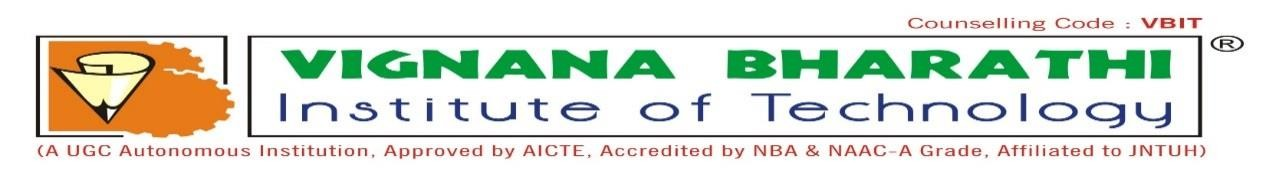 Counselling Code : VBIT
VIGNANA BHARATHI ®
Institute of Technology
(A UGC Autonomous Institution, Approved by AICTE, Accredited by NBA & NAAC-A Grade, Affiliated to JNTUH)